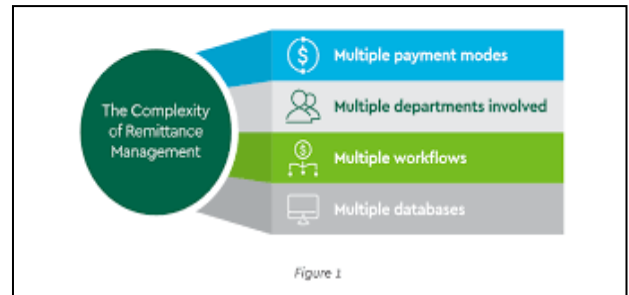 The Complexity
of Remittance
Management
Multiple payment modes
Multiple departments involved
Multiple workflows
Multiple databases
Figure 1